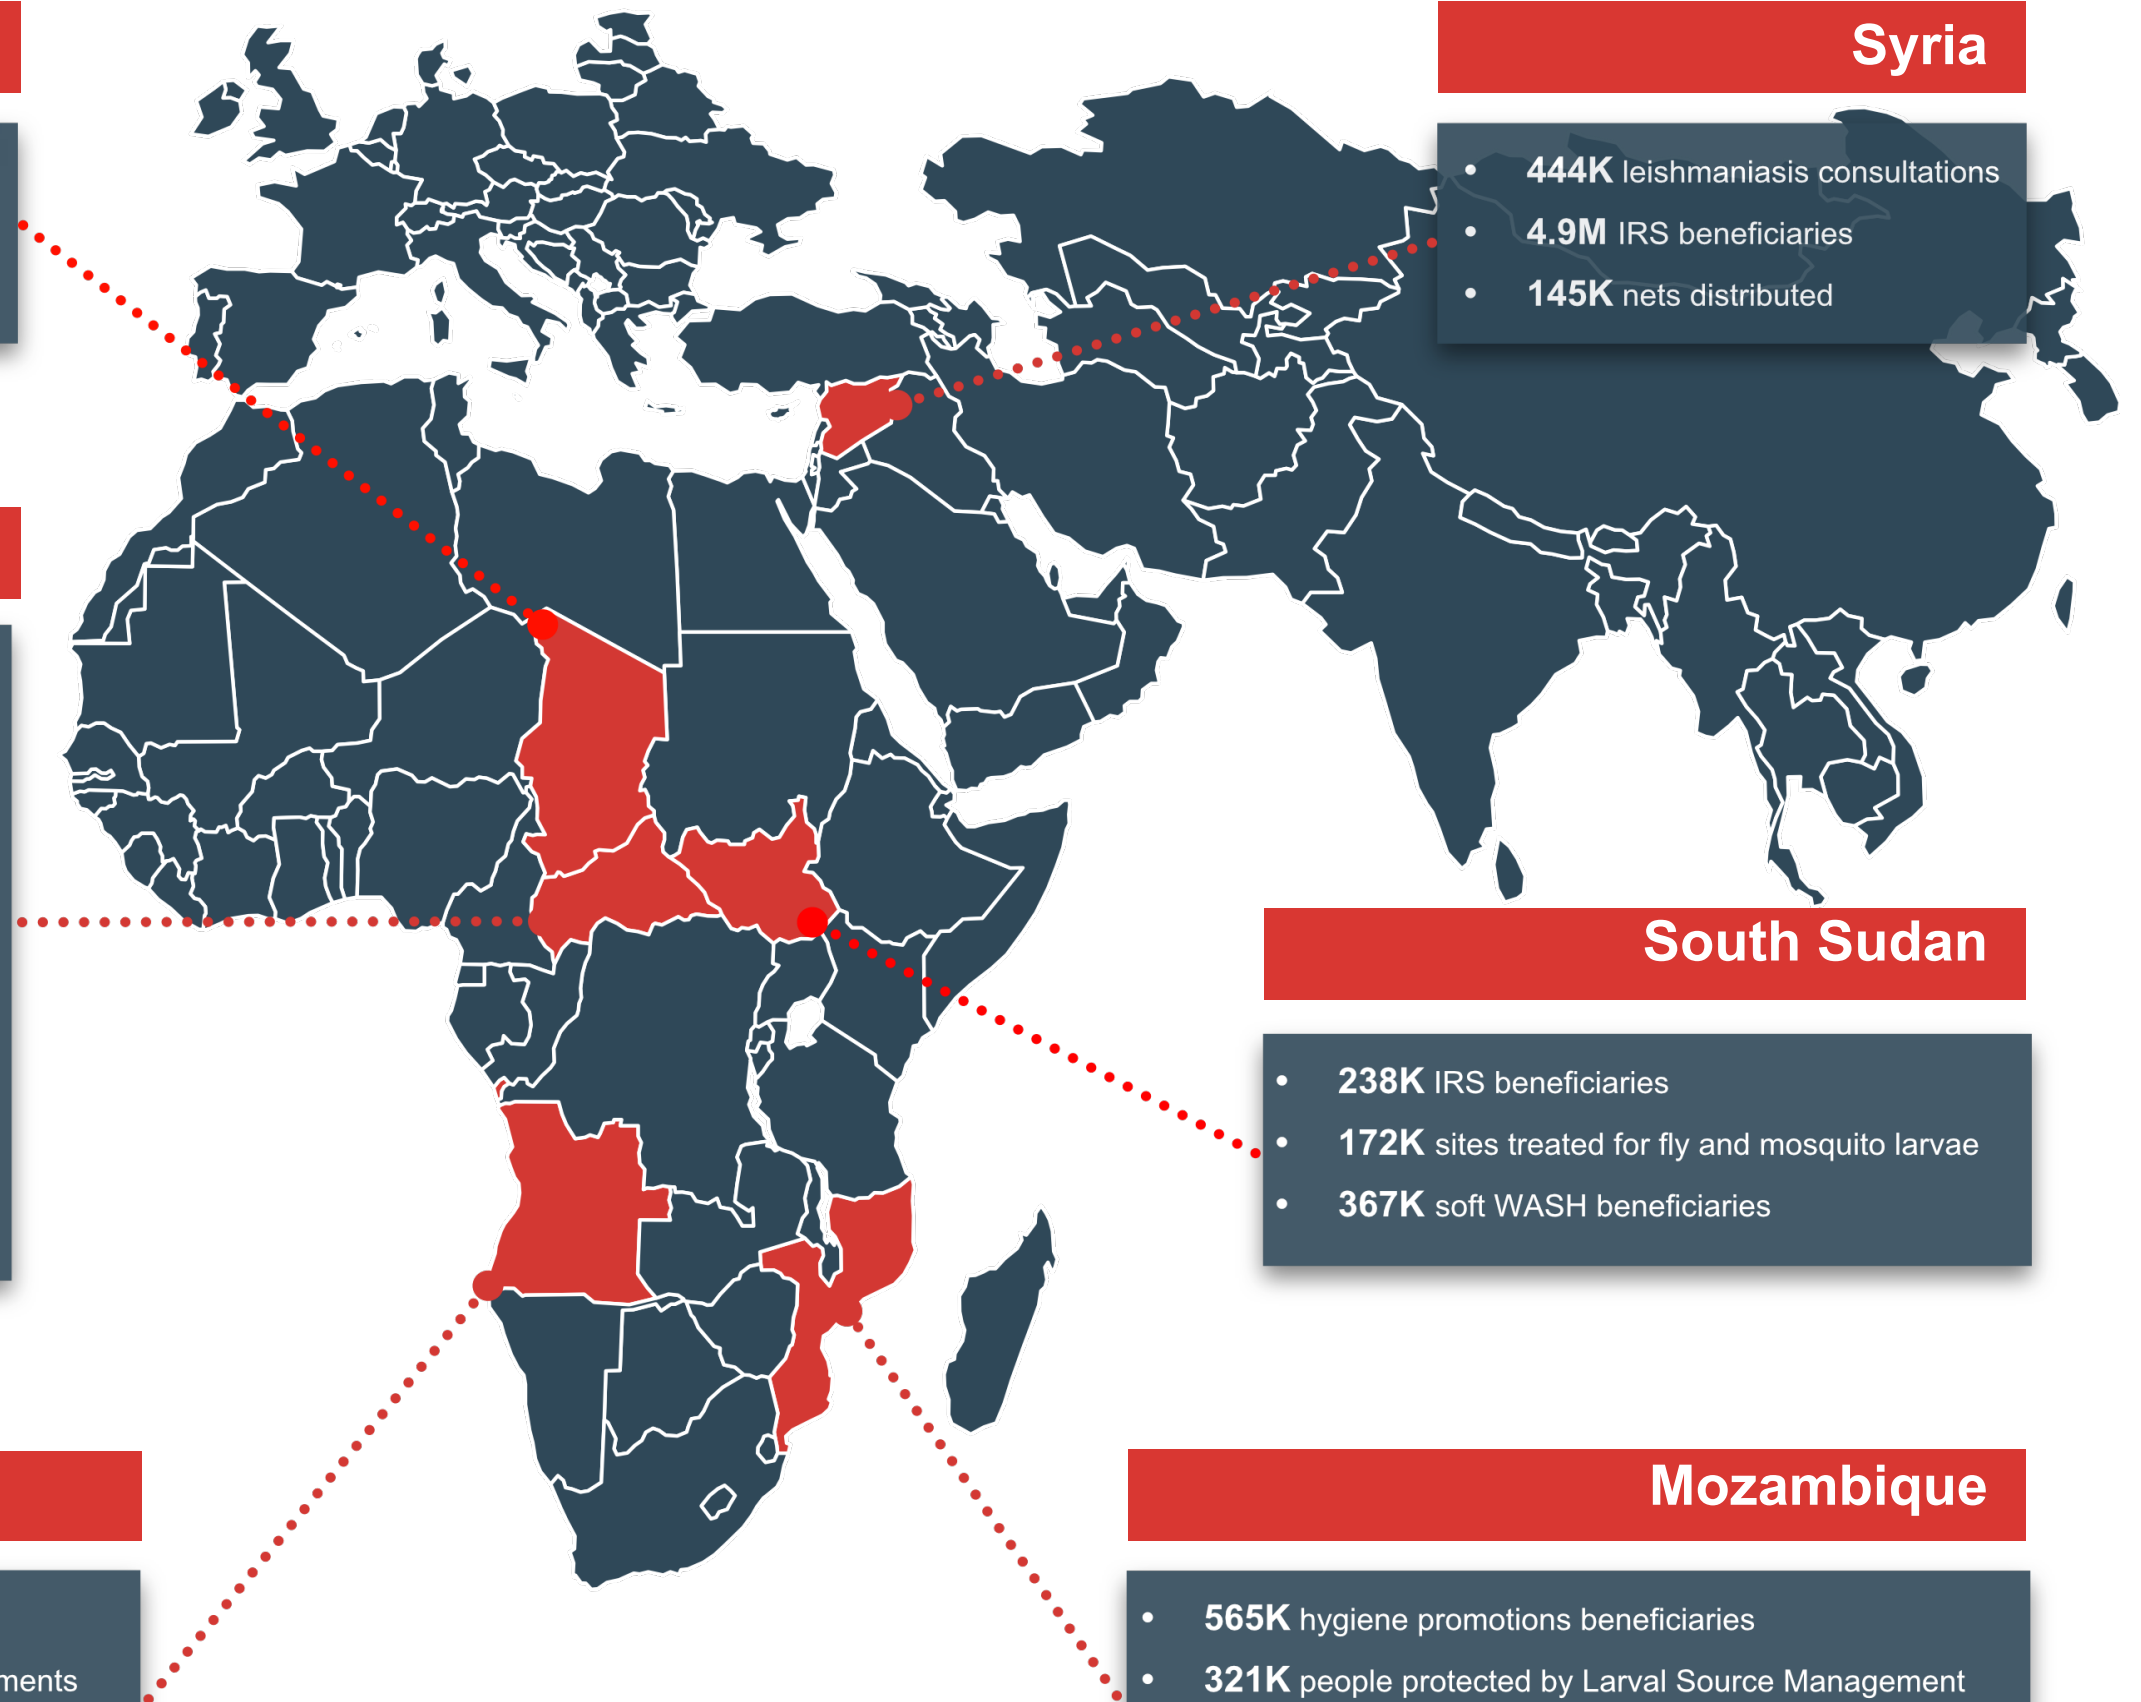 Syria
• 444K leishmaniasis consultations
• 4.9M IRS beneficiaries
• 145K nets distributed
South Sudan
• 238K IRS beneficiaries
• 172K sites treated for fly and mosquito larvae
• 367K soft WASH beneficiaries
Mozambique
• 565K hygiene promotions beneficiaries
ments
• 321K people protected by Larval Source Management